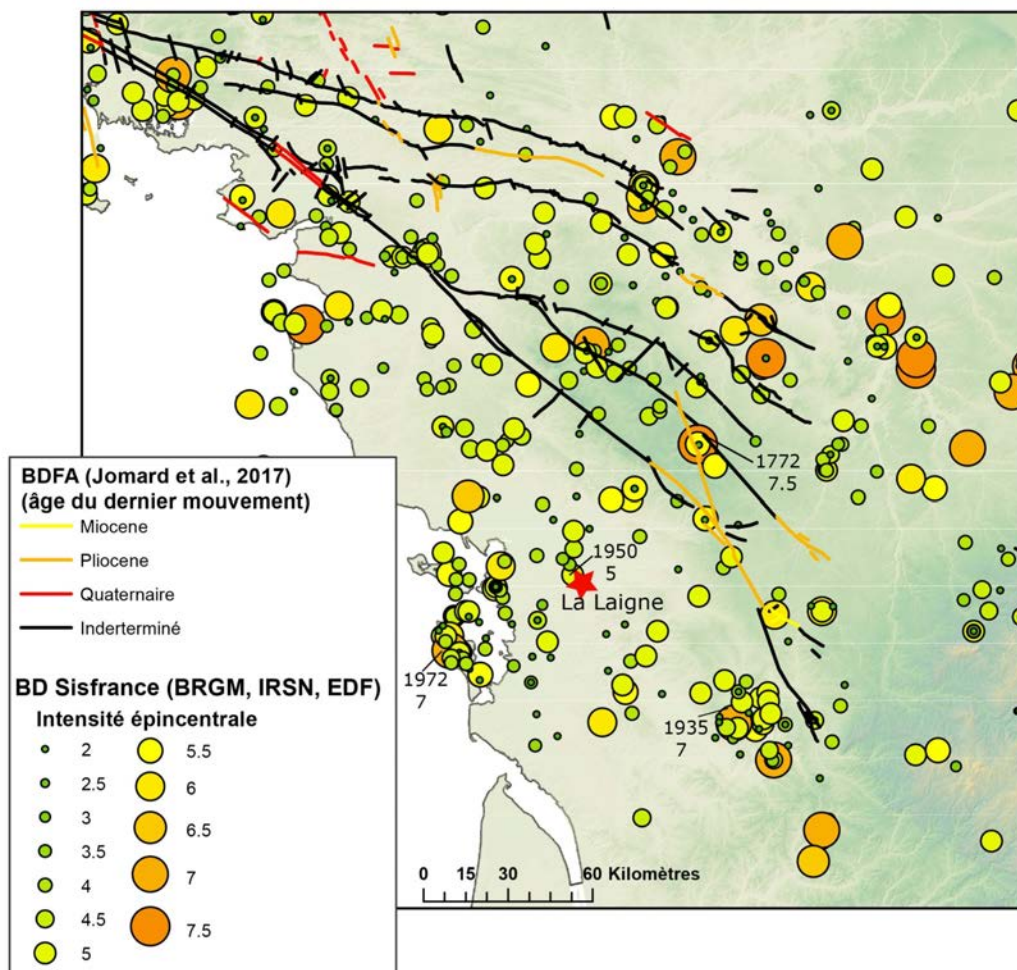 1772
7.5
1950
5
La Laigne
1972
7
1935
7
0 15 30 60 Kilomètres
BDFA (Jomard et al., 2017)
(âge du dernier mouvement)
Miocene
Pliocene
Quaternaire
Inderterminé
BD Sisfrance (BRGM, IRSN, EDF)
Intensité épincentrale
2
2.5
3
3.5
4
4.5
5
5.5
6
6.5
7
7.5